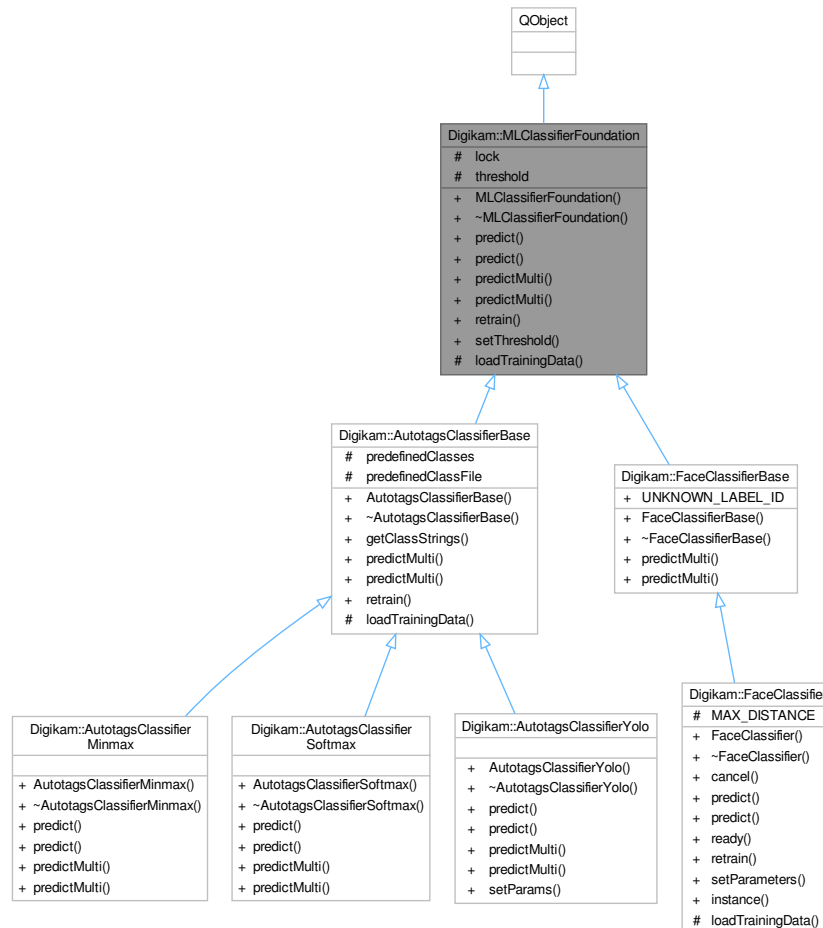 QObject
Digikam::MLClassifierFoundation
# lock
# threshold
+ MLClassifierFoundation()
+ ~MLClassifierFoundation()
+ predict()
+ predict()
+ predictMulti()
+ predictMulti()
+ retrain()
+ setThreshold()
# loadTrainingData()
Digikam::AutotagsClassifierBase
# predefinedClasses
# predefinedClassFile
+ AutotagsClassifierBase()
+ ~AutotagsClassifierBase()
+ getClassStrings()
+ predictMulti()
+ predictMulti()
+ retrain()
# loadTrainingData()
Digikam::FaceClassifierBase
+ UNKNOWN_LABEL_ID
+ FaceClassifierBase()
+ ~FaceClassifierBase()
+ predictMulti()
+ predictMulti()
Digikam::AutotagsClassifier
Minmax
+ AutotagsClassifierMinmax()
+ ~AutotagsClassifierMinmax()
+ predict()
+ predict()
+ predictMulti()
+ predictMulti()
Digikam::AutotagsClassifier
Softmax
+ AutotagsClassifierSoftmax()
+ ~AutotagsClassifierSoftmax()
+ predict()
+ predict()
+ predictMulti()
+ predictMulti()
Digikam::AutotagsClassifierYolo
+ AutotagsClassifierYolo()
+ ~AutotagsClassifierYolo()
+ predict()
+ predict()
+ predictMulti()
+ predictMulti()
+ setParams()
Digikam::FaceClassifier
# MAX_DISTANCE
+ FaceClassifier()
+ ~FaceClassifier()
+ cancel()
+ predict()
+ predict()
+ ready()
+ retrain()
+ setParameters()
+ instance()
# loadTrainingData()